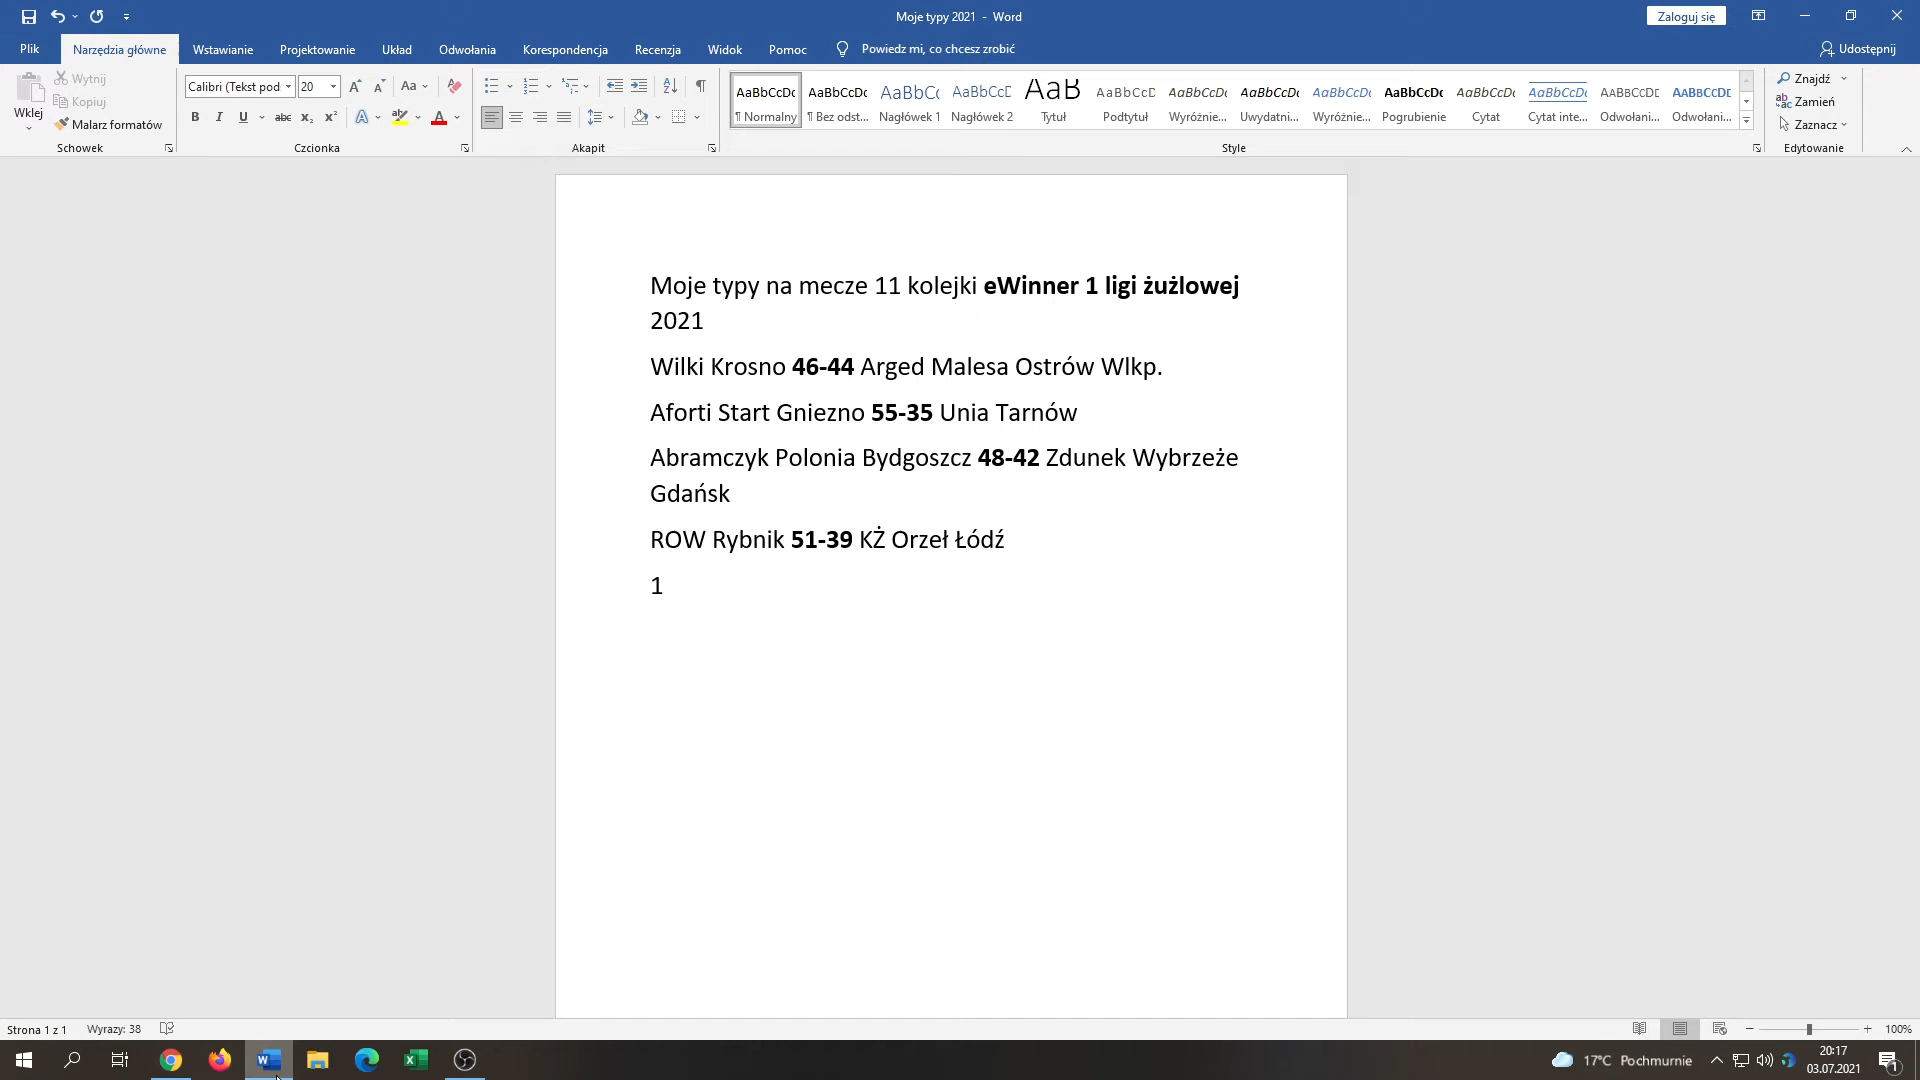 Moje typy 2021 - Word
Zaloguj się
Plik
Narzędzia główne
Wstawianie
Projektowanie
Układ
Odwołania
Korespondencja
Recenzja
Widok
Pomoc
Powiedz mi, co chcesz zrobić
Udostępnij
Wklej
Wytnij
Kopiuj
Malarz formatów
Schowek
Calibri (Tekst pod
20
Czcionka
Akapit
AaBbCcDc
¶ Normalny
AaBbCcDc
¶ Bez odst...
AaBbCc
Nagłówek 1
AaBbCcD
Nagłówek 2
AaB
Tytuł
AaBbCcD
Podtytuł
AaBbCcDc
Wyróżnie...
AaBbCcDc
Uwydatni...
AaBbCcDc
Wyróżnie...
AaBbCcDc
Pogrubienie
AaBbCcDc
Cytat
AaBbCcDc
Cytat inte...
AaBbCcDc
Odwołani...
AaBbCcDc
Odwołani...
Style
Znajdź
Zamień
Zaznacz
Edytowanie
Moje typy na mecze 11 kolejki eWinner 1 ligi żużlowej
2021
Wilki Krosno 46-44 Arged Malesa Ostrów Wlkp.
Aforti Start Gniezno 55-35 Unia Tarnów
Abramczyk Polonia Bydgoszcz 48-42 Zdunek Wybrzeże
Gdańsk
ROW Rybnik 51-39 KŻ Orzeł Łódź
1
Strona 1 z 1
Wyrazy: 38
100%
17°C Pochmurnie
20:17
03.07.2021